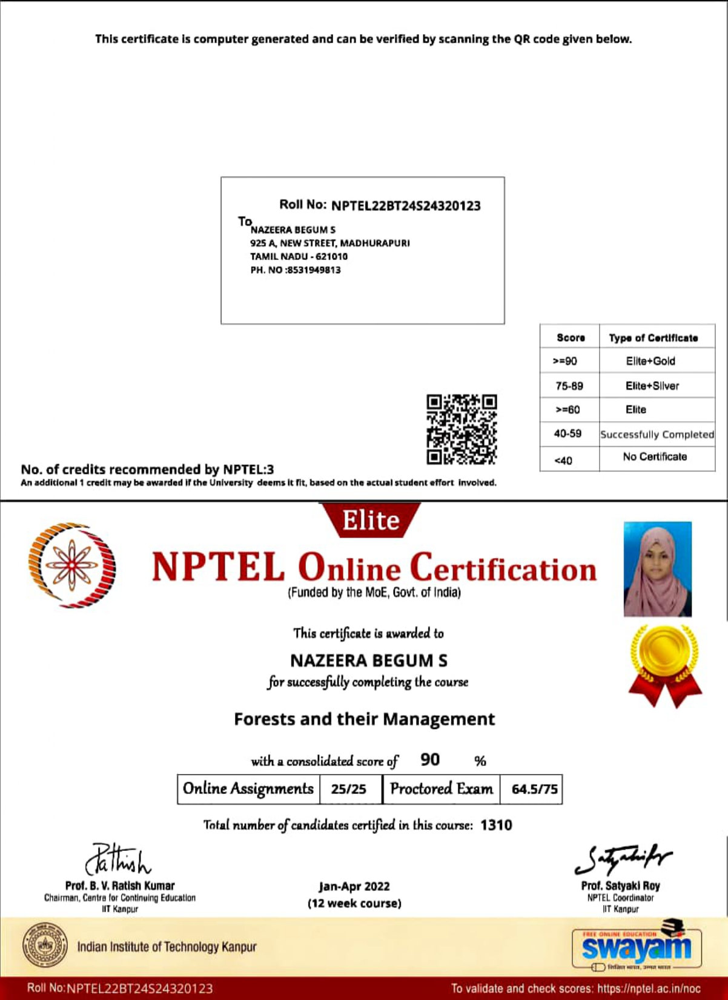 This certificate is computer generated and can be verified by scanning the QR code given below.
Roll No: NPTEL22BT24S24320123
To
NAZEERA BEGUM S
925 A, NEW STREET, MADHURAPURI
TAMIL NADU - 621010
PH. NO :8531949813
Score Type of Certificate
>=90 Elite+Gold
75-89 Elite+Silver
>=60 Elite
40-59 Successfully Completed
<40 No Certificate
No. of credits recommended by NPTEL:3
An additional 1 credit may be awarded if the University deems it fit, based on the actual student effort involved.
Elite
NPTEL Online Certification
(Funded by the MoE, Govt. of India)
This certificate is awarded to
NAZEERA BEGUM S
for successfully completing the course
Forests and their Management
with a consolidated score of 90 %
Online Assignments 25/25 Proctored Exam 64.5/75
Total number of candidates certified in this course: 1310
Prof. B. V. Ratish Kumar
Chairman, Centre for Continuing Education
IIT Kanpur
Jan-Apr 2022
(12 week course)
Prof. Satyaki Roy
NPTEL Coordinator
IIT Kanpur
Indian Institute of Technology Kanpur
FREE ONLINE EDUCATION
swayam
शिक्षित भारत, उन्नत भारत
Roll No:NPTEL22BT24S24320123
To validate and check scores: https://nptel.ac.in/noc